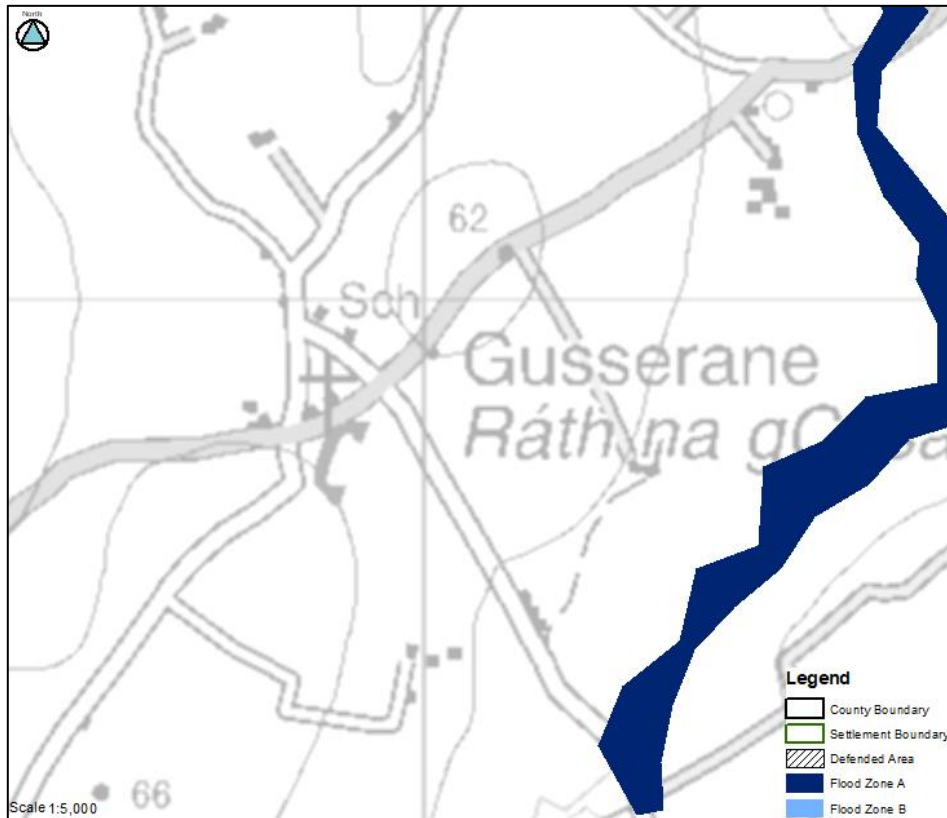 North
62
Sch
Gusserane
Ráth na
66
Scale 1:5,000
Legend
County Boundary
Settlement Boundary
Defended Area
Flood Zone A
Flood Zone B